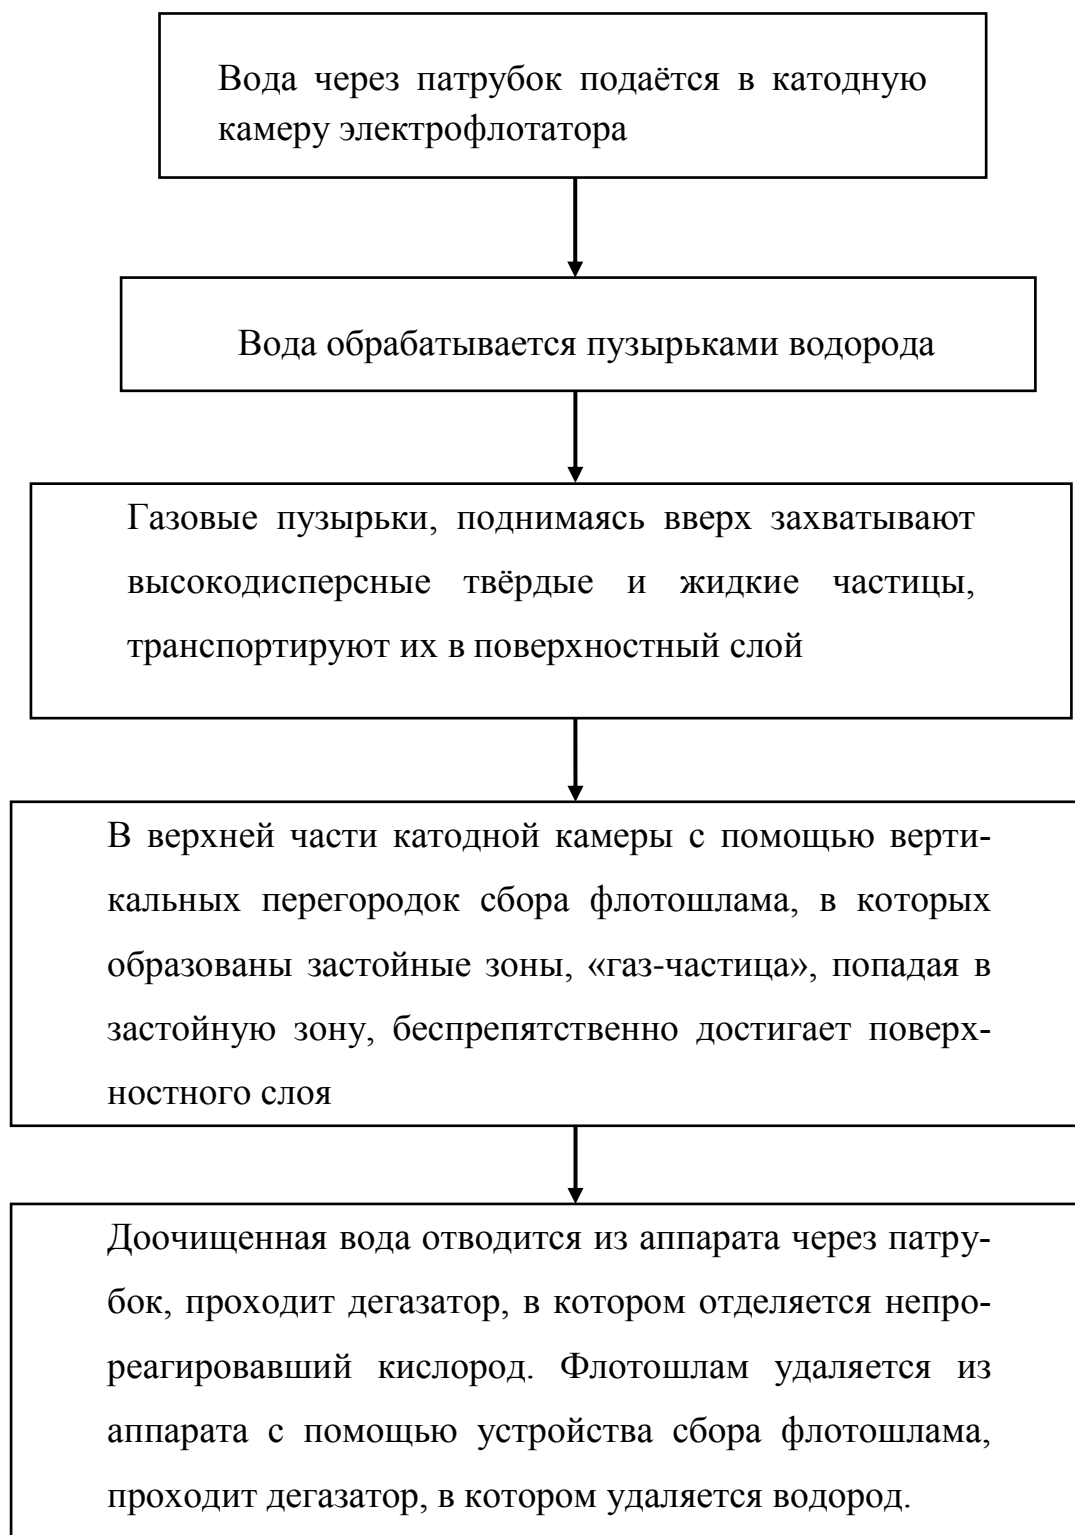 Вода через патрубок подаётся в катодную
камеру электрофлотатора
Вода обрабатывается пузырьками водорода
Газовые пузырьки, поднимаясь вверх захватывают
высокодисперсные твёрдые и жидкие частицы,
транспортируют их в поверхностный слой
В верхней части катодной камеры с помощью верти-
кальных перегородок сбора флотошлама, в которых
образованы застойные зоны, «газ-частица», попадая в
застойную зону, беспрепятственно достигает поверх-
ностного слоя
Доочищенная вода отводится из аппарата через патру-
бок, проходит дегазатор, в котором отделяется непро-
реагировавший кислород. Флотошлам удаляется из
аппарата с помощью устройства сбора флотошлама,
проходит дегазатор, в котором удаляется водород.